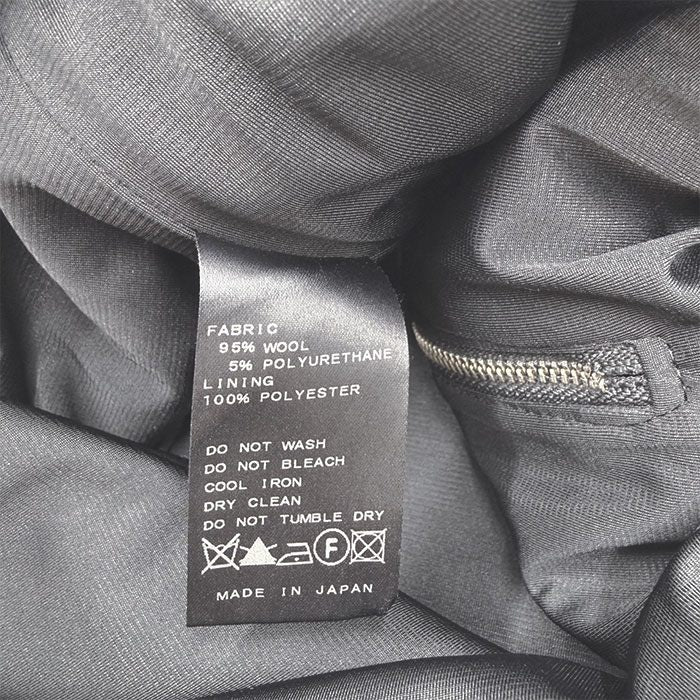 FABRIC
95% WOOL
5% POLYURETHANE
LINING
100% POLYESTER
DO NOT WASH
DO NOT BLEACH
COOL IRON
DRY CLEAN
DO NOT TUMBLE DRY
F
MADE IN JAPAN